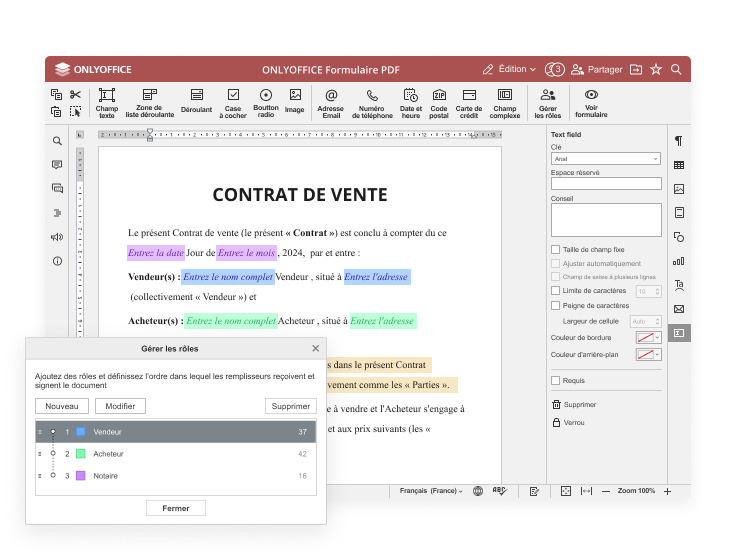 ONLYOFFICE
ONLYOFFICE Formulaire PDF
Édition
3
Partager
Champ texte
Zone de liste déroulante
Déroulant
Case à cocher
Boutton radio
Image
Adresse Email
Numéro de téléphone
Date et heure
Code postal
Carte de crédit
Champ complexe
Gérer les rôles
Voir formulaire
CONTRAT DE VENTE
Le présent Contrat de vente (le présent « Contrat ») est conclu à compter du ce
Entrez la date Jour de Entrez le mois , 2024, par et entre :
Vendeur(s) : Entrez le nom complet Vendeur , situé à Entrez l'adresse
(collectivement « Vendeur ») et
Acheteur(s) : Entrez le nom complet Acheteur , situé à Entrez l'adresse
s dans le présent Contrat
vement comme les « Parties ».
e à vendre et l'Acheteur s'engage à
et aux prix suivants (les «
Text field
Clé
Arial
Espace réservé
Conseil
Taille de champ fixe
Ajuster automatiquement
Champ de saise à plusieurs lignes
Limite de caractères
10
Peigne de caractères
Largeur de cellule
Auto
Couleur de bordure
Couleur d'arrière-plan
Requis
Supprimer
Verrou
Gérer les rôles
Ajoutez des rôles et définissez l'ordre dans lequel les remplisseurs reçoivent et
signent le document
Nouveau
Modifier
Supprimer
1 Vendeur 37
2 Acheteur 42
3 Notaire 16
Fermer
Français (France)
ABC
Zoom 100%